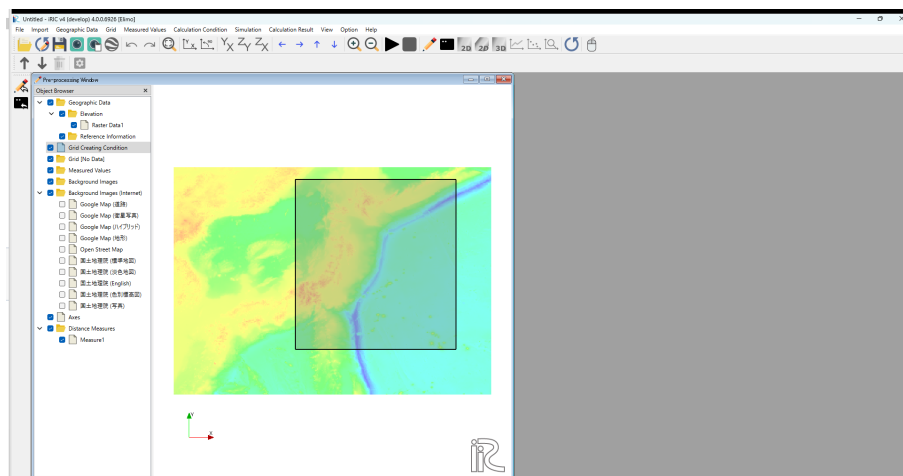 Untitled - iRIC v4 (develop) 4.0.0.6926 [Elimo]
File Import Geographic Data Grid Measured Values Calculation Condition Simulation Calculation Result View Option Help
Pre-processing Window
Object Browser
Geographic Data
Elevation
Raster Data1
Reference Information
Grid Creating Condition
Grid [No Data]
Measured Values
Background Images
Background Images (Internet)
Google Map (道路)
Google Map (衛星写真)
Google Map (ハイブリッド)
Google Map (地形)
Open Street Map
国土地理院 (標準地図)
国土地理院 (淡色地図)
国土地理院 (English)
国土地理院 (色別標高図)
国土地理院 (写真)
Axes
Distance Measures
Measure1
Y
X
iRIC